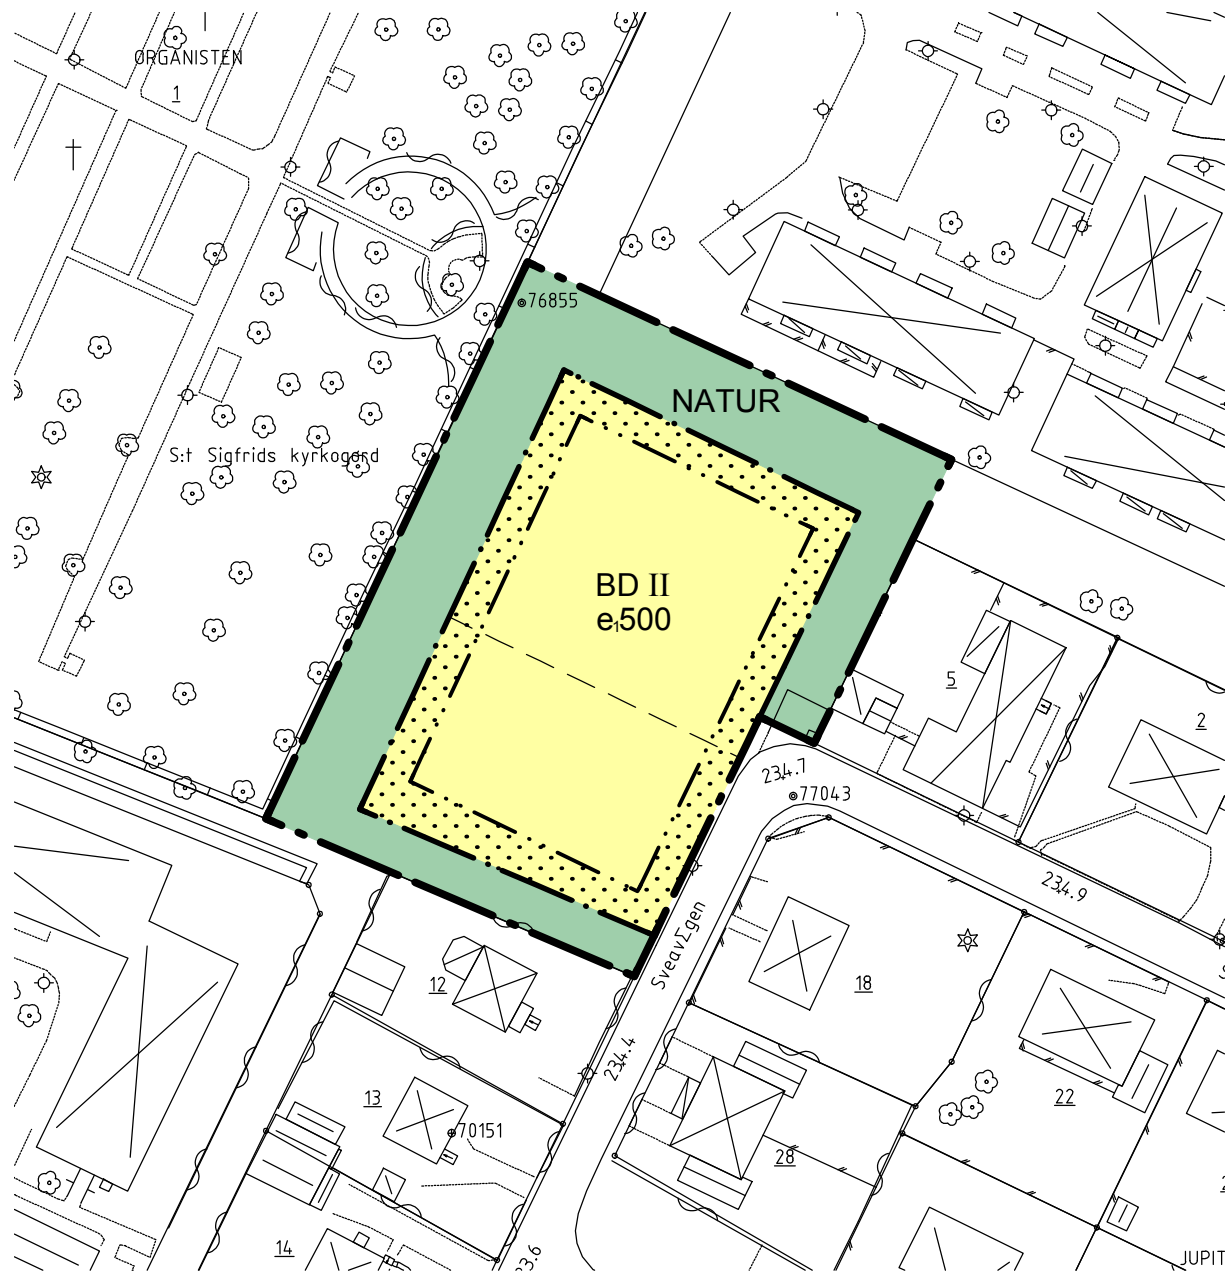 ORGANISTEN
1
76855
NATUR
S:t Sigfrids kyrkogård
BD II
e₁500
5
2
234.7
77043
234.9
SveavΣgen
12
18
234.4
13
22
70151
28
14
JUPIT